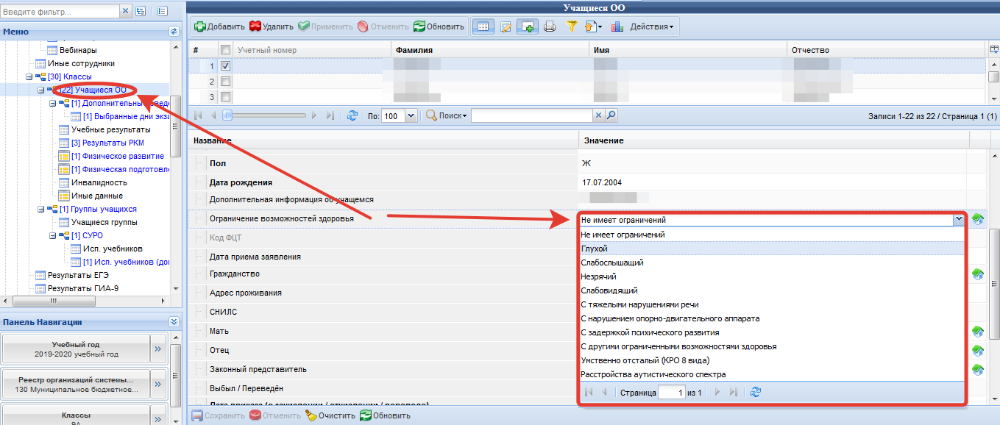 Учащиеся ОО
Введите фильтр...
Меню
Вебинары
Иные сотрудники
[30] Классы
[22] Учащиеся ОО
[1] Дополнительны
[1] Выбранные дни экза
Учебные результаты
[3] Результаты РКМ
[1] Физическое развитие
[1] Физическая подготовле
Инвалидность
Иные данные
[1] Группы учащихся
Учащиеся группы
[1] СУРО
Исп. учебников
[1] Исп. учебников (до
Результаты ЕГЭ
Результаты ГИА-9
Панель Навигации
Учебный год
2019-2020 учебный год
Реестр организаций системы...
130 Муниципальное бюджетное...
Классы
9А
Добавить Удалить Применить Отменить Обновить Действия
# Учетный номер Фамилия Имя Отчество
1
2
3
По: 100 Поиск Записи 1-22 из 22 / Страница 1 (1)
Название Значение
Пол Ж
Дата рождения 17.07.2004
Дополнительная информация об учащемся
Ограничение возможностей здоровья Не имеет ограничений
Код ФЦТ
Дата приема заявления
Гражданство
Адрес проживания
СНИЛС
Мать
Отец
Законный представитель
Выбыл / Переведён
Дата приказа (о зачислении / отчислении / переводе)
Не имеет ограничений
Глухой
Слабослышащий
Незрячий
Слабовидящий
С тяжелыми нарушениями речи
С нарушением опорно-двигательного аппарата
С задержкой психического развития
С другими ограниченными возможностями здоровья
Умственно отсталый (КРО 8 вида)
Расстройства аутистического спектра
Страница 1 из 1
Сохранить Отменить Очистить Обновить